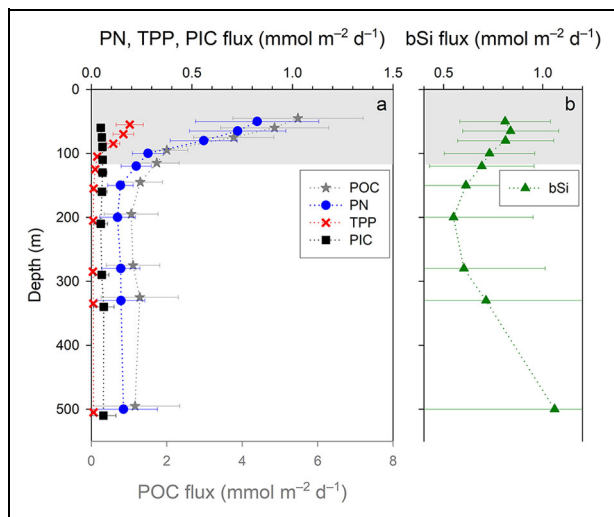 PN, TPP, PIC flux (mmol m⁻² d⁻¹) bSi flux (mmol m⁻² d⁻¹)
0.0 0.5 1.0 1.5 0.5 1.0
0 a b
100
200
300
400
500
Depth (m)
POC
PN
TPP
PIC
bSi
0 2 4 6 8
POC flux (mmol m⁻² d⁻¹)